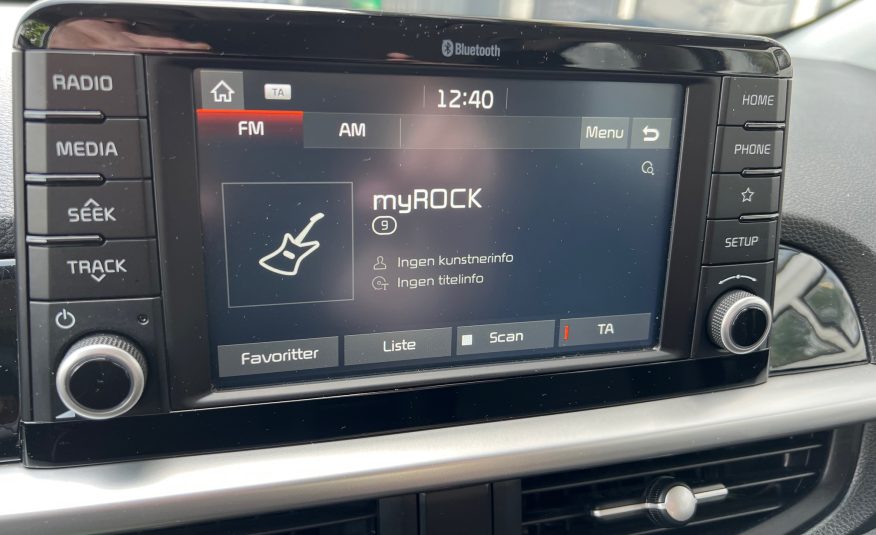 Bluetooth
RADIO
MEDIA
SEEK
TRACK
TA
12:40
FM
AM
Menu
myROCK
9
Ingen kunstnerinfo
Ingen titelinfo
Favoritter
Liste
Scan
TA
HOME
PHONE
SETUP